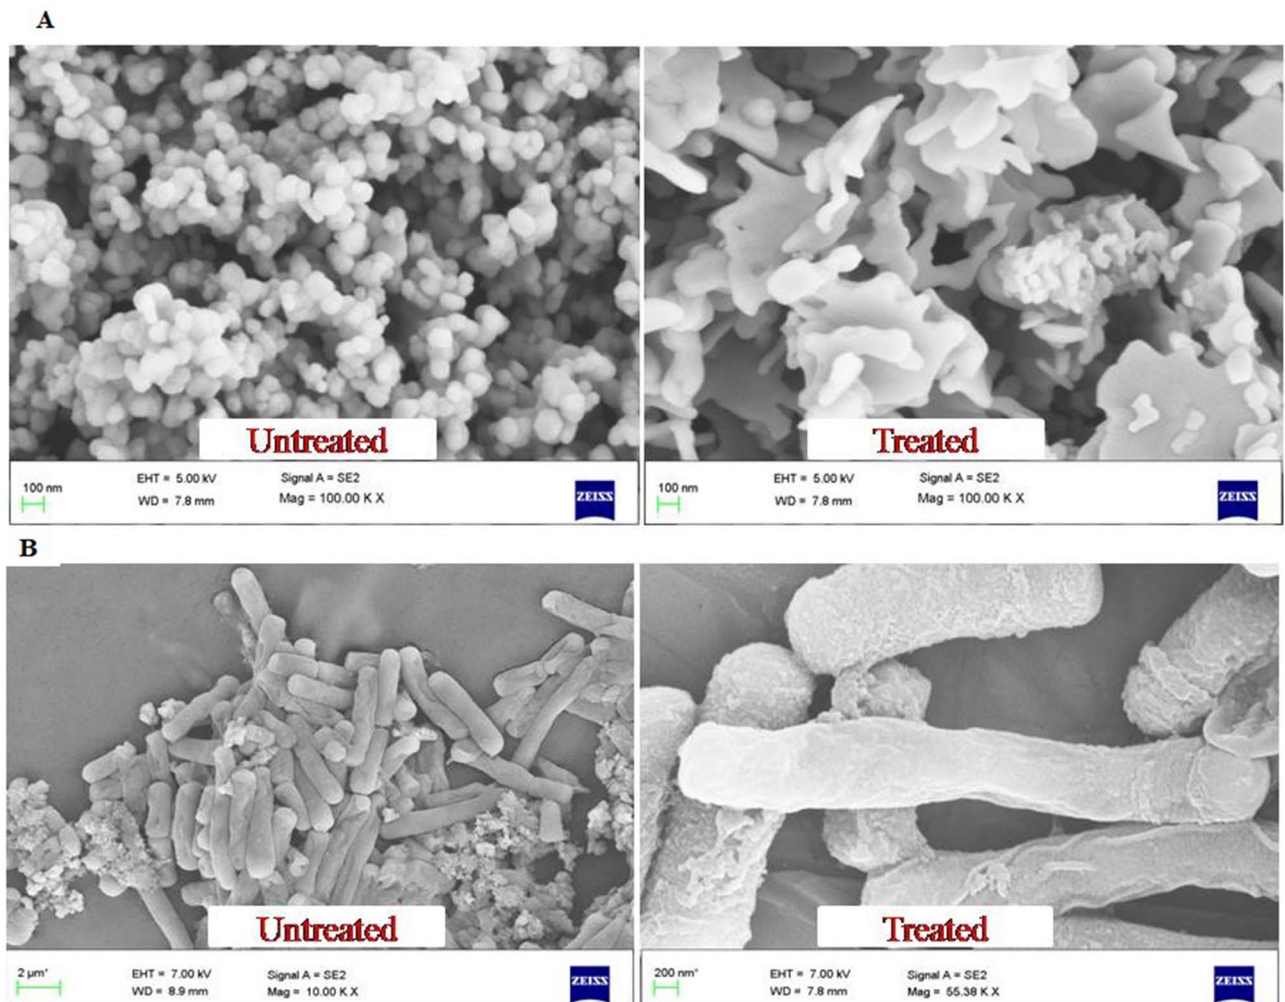 A
Untreated
100 nm
EHT = 5.00 kV
Signal A = SE2
WD = 7.8 mm
Mag = 100.00 K X
ZEISS
Treated
100 nm
EHT = 5.00 kV
Signal A = SE2
WD = 7.8 mm
Mag = 100.00 K X
ZEISS
B
Untreated
2 µm*
EHT = 7.00 kV
Signal A = SE2
WD = 8.9 mm
Mag = 10.00 K X
ZEISS
Treated
200 nm*
EHT = 7.00 kV
Signal A = SE2
WD = 7.8 mm
Mag = 55.38 K X
ZEISS